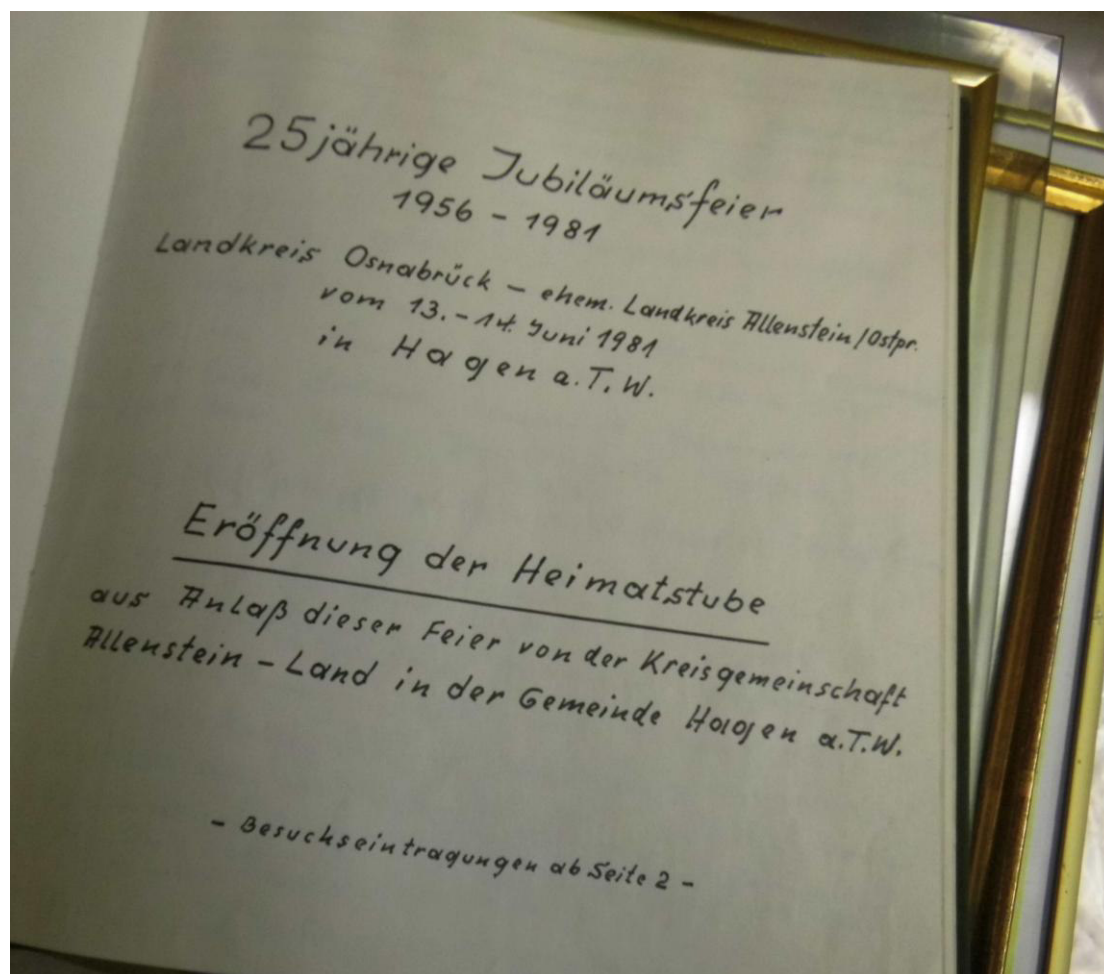 25jährige Jubiläumsfeier
1956 - 1981
Landkreis Osnabrück – ehem. Landkreis Allenstein/Ostpr.
vom 13. - 14. Juni 1981
in Hagen a.T.W.
Eröffnung der Heimatstube
aus Anlaß dieser Feier von der Kreisgemeinschaft
Allenstein - Land in der Gemeinde Hagen a.T.W.
- Besuchseintragungen ab Seite 2 -